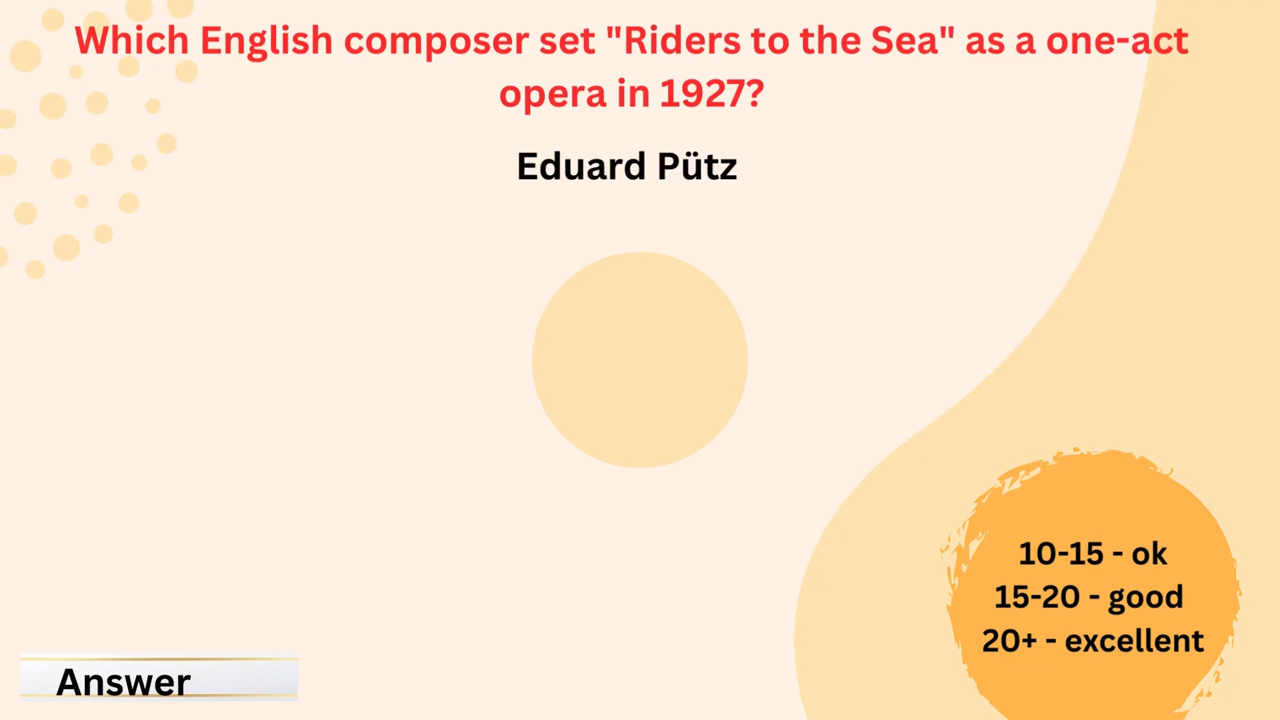 Which English composer set "Riders to the Sea" as a one-act
opera in 1927?
Eduard Pütz
10-15 - ok
15-20 - good
20+ - excellent
Answer